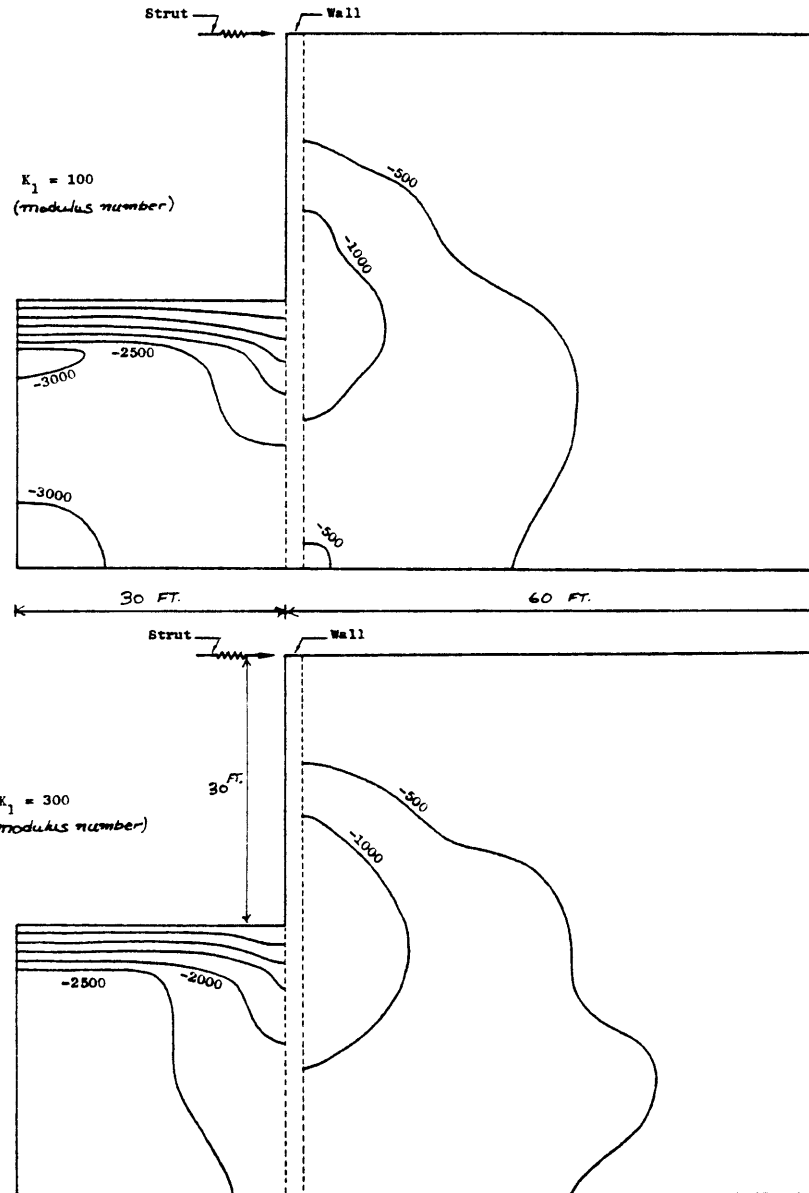 Strut
Wall
-500
K1 = 100
(modulus number)
-1000
-2500
-3000
-3000
-500
30 FT.
60 FT.
Strut
Wall
30 FT.
-500
K1 = 300
modulus number)
-1000
-2500
-2000